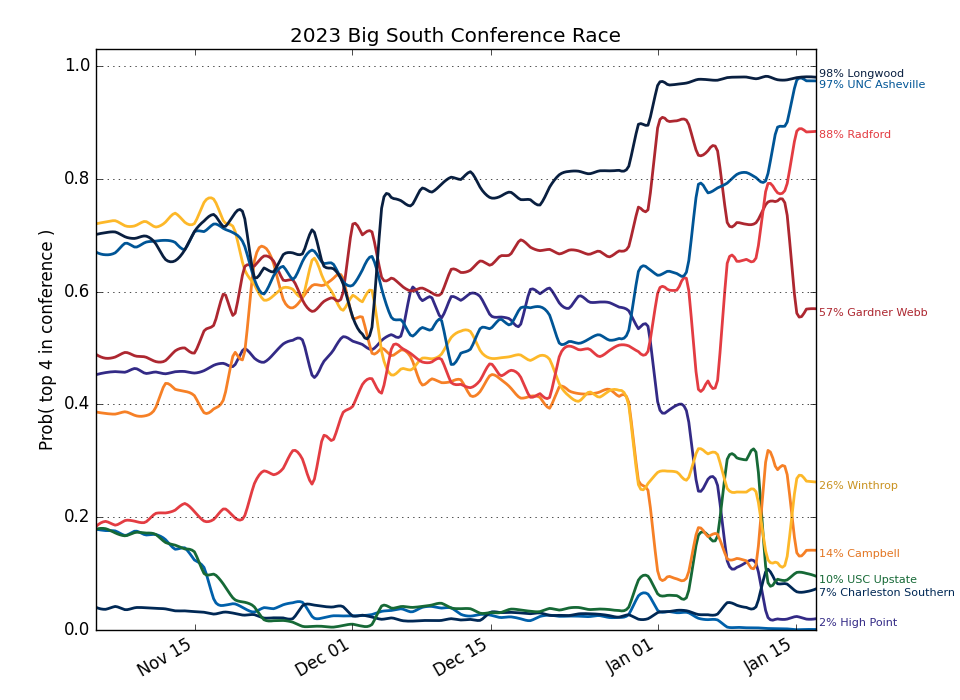 2023 Big South Conference Race
Prob( top 4 in conference )
1.0
0.8
0.6
0.4
0.2
0.0
Nov 15
Dec 01
Dec 15
Jan 01
Jan 15
98% Longwood
97% UNC Asheville
88% Radford
57% Gardner Webb
26% Winthrop
14% Campbell
10% USC Upstate
7% Charleston Southern
2% High Point